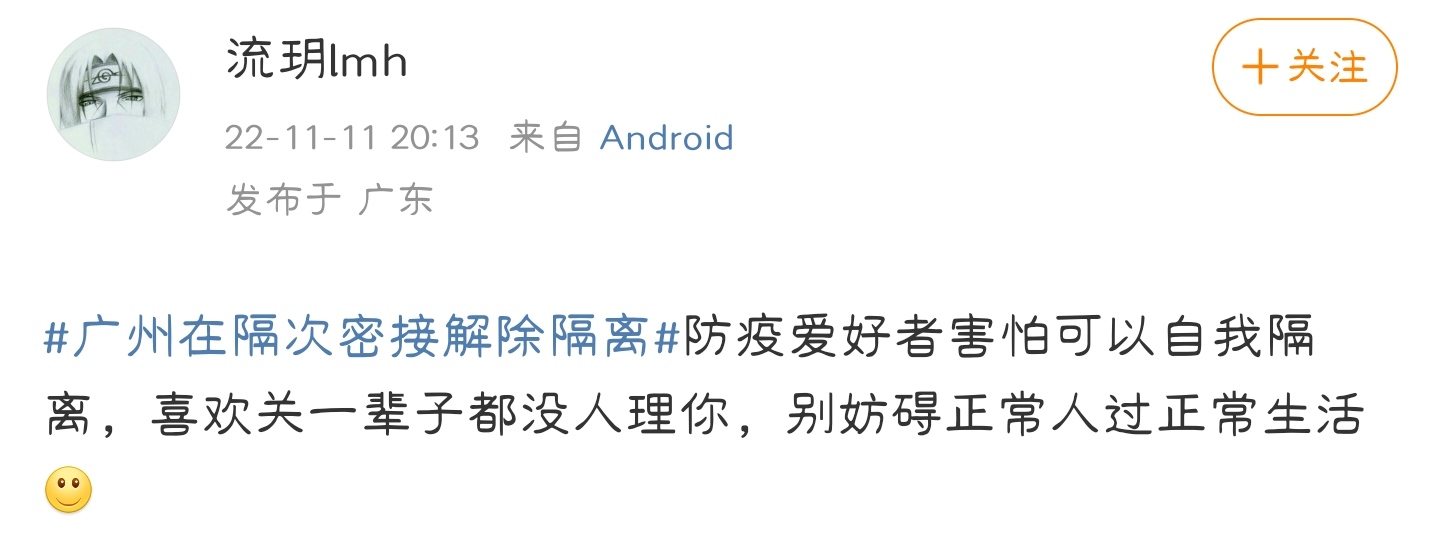 流玥lmh
+关注
22-11-11 20:13 来自 Android
发布于 广东
#广州在隔次密接解除隔离#防疫爱好者害怕可以自我隔
离，喜欢关一辈子都没人理你，别妨碍正常人过正常生活